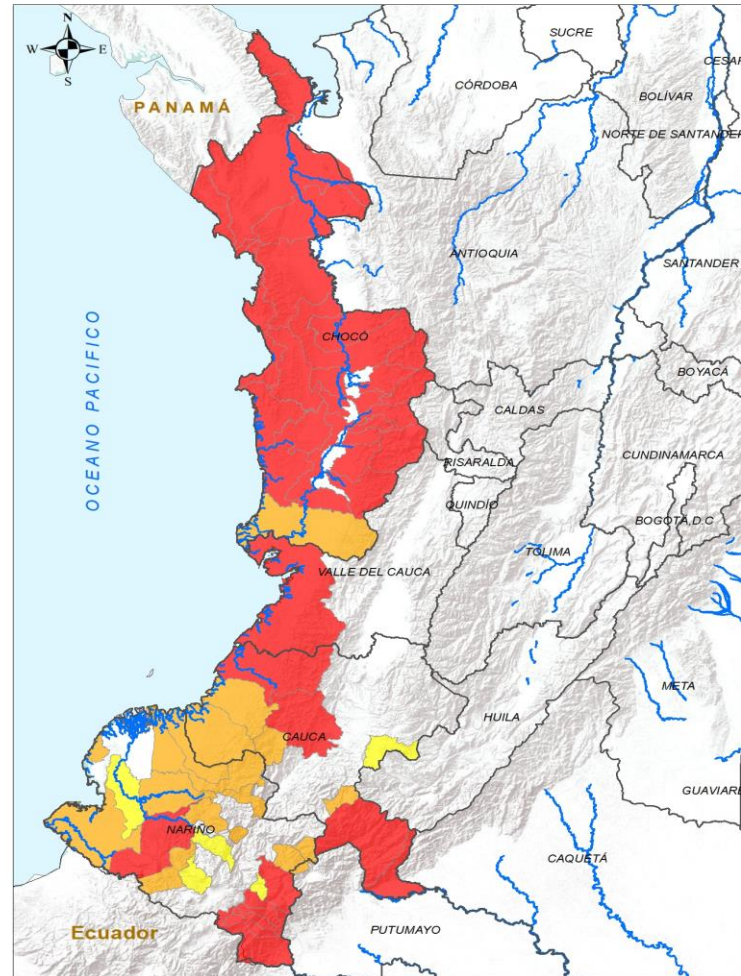 N
W E
S
SUCRE
CESAR
CÓRDOBA
BOLÍVAR
PANAMÁ
NORTE DE SANTANDER
ANTIOQUIA
SANTANDER
OCEANO PACIFICO
CHOCÓ
BOYACÁ
CALDAS
CUNDINAMARCA
RISARALDA
QUINDÍO
BOGOTÁ,D.C
TOLIMA
VALLE DEL CAUCA
META
HUILA
CAUCA
GUAVIARE
NARIÑO
CAQUETÁ
Ecuador
PUTUMAYO